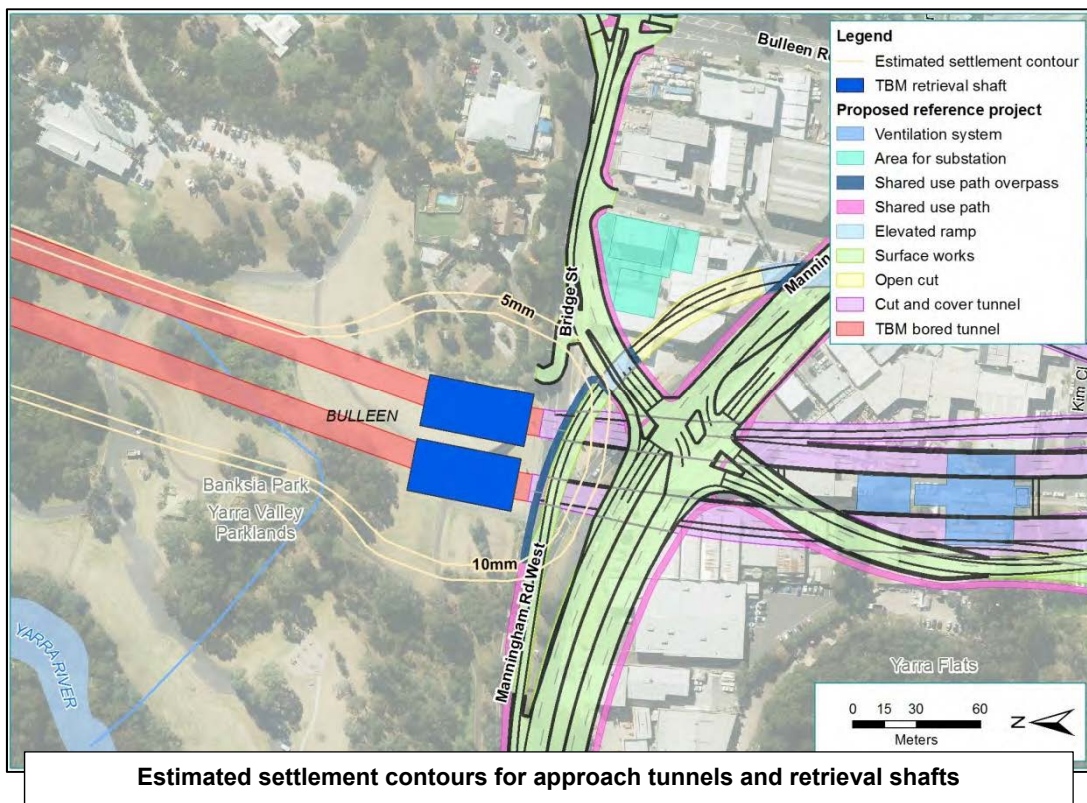 Bulleen R
Legend
Estimated settlement contour
TBM retrieval shaft
Proposed reference project
Ventilation system
Area for substation
Shared use path overpass
Shared use path
Elevated ramp
Surface works
Open cut
Cut and cover tunnel
TBM bored tunnel
Bridge St
Mannin
5mm
BULLEEN
Kim Cl
Banksia Park
Yarra Valley
Parklands
10mm
Manningham Rd West
YARRA RIVER
Yarra Flats
0 15 30 60
Meters
N
Estimated settlement contours for approach tunnels and retrieval shafts